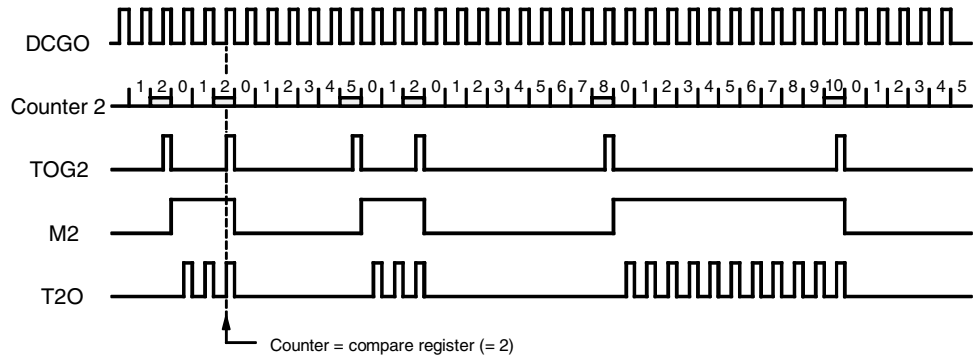 DCGO
Counter 2 1 2 0 1 2 0 1 2 3 4 5 0 1 2 0 1 2 3 4 5 6 7 8 0 1 2 3 4 5 6 7 8 9 10 0 1 2 3 4 5
TOG2
M2
T2O
Counter = compare register (= 2)